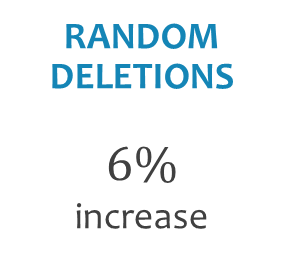 RANDOM
DELETIONS
6%
increase